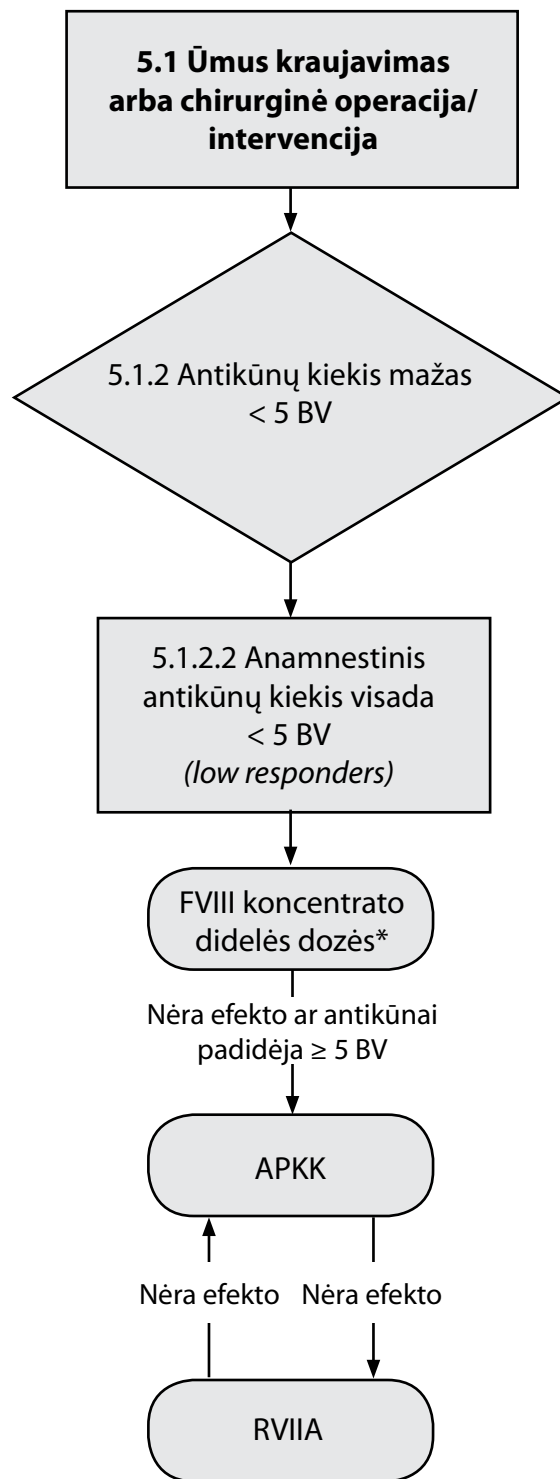 5.1 Ūmus kraujavimas
arba chirurginė operacija/
intervencija
5.1.2 Antikūnų kiekis mažas
< 5 BV
5.1.2.2 Anamnestinis
antikūnų kiekis visada
< 5 BV
(low responders)
FVIII koncentrato
didelės dozės*
Nėra efekto ar antikūnai
padidėja ≥ 5 BV
APKK
Nėra efekto Nėra efekto
RVIIA